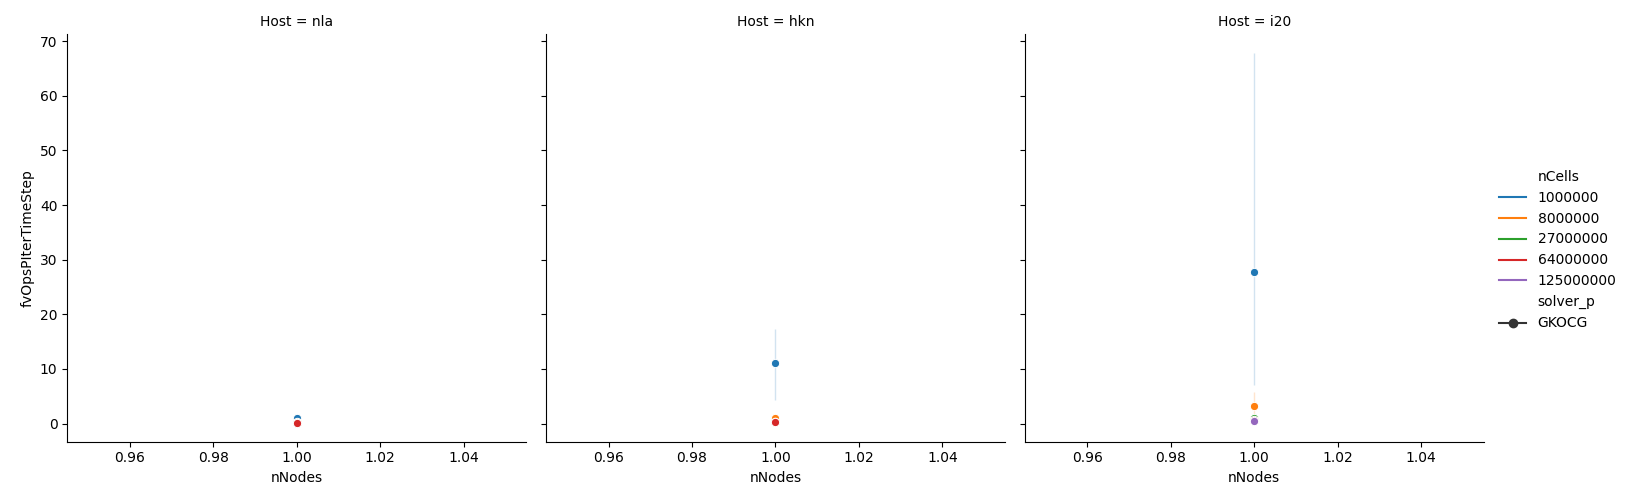 Host = nla
Host = hkn
Host = i20
fvOpsPIterTimeStep
70
60
50
40
30
20
10
0
0.96 0.98 1.00 1.02 1.04
nNodes
0.96 0.98 1.00 1.02 1.04
nNodes
0.96 0.98 1.00 1.02 1.04
nNodes
nCells
1000000
8000000
27000000
64000000
125000000
solver_p
GKOCG